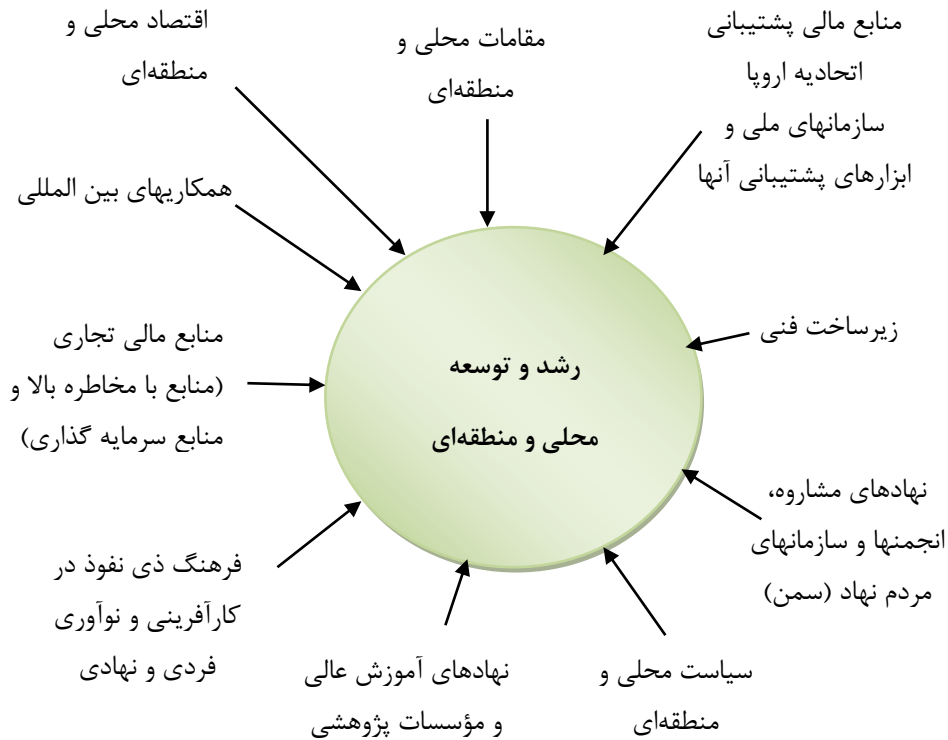 منابع مالی پشتیبانی
اتحادیه اروپا
سازمانهای ملی و
ابزارهای پشتیبانی آنها
مقامات محلی و
منطقه‌ای
اقتصاد محلی و
منطقه‌ای
همکاریهای بین المللی
زیرساخت فنی
رشد و توسعه
محلی و منطقه‌ای
منابع مالی تجاری
(منابع با مخاطره بالا و
منابع سرمایه گذاری)
نهادهای مشاروه،
انجمنها و سازمانهای
مردم نهاد (سمن)
فرهنگ ذی نفوذ در
کارآفرینی و نوآوری
فردی و نهادی
سیاست محلی و
منطقه‌ای
نهادهای آموزش عالی
و مؤسسات پژوهشی